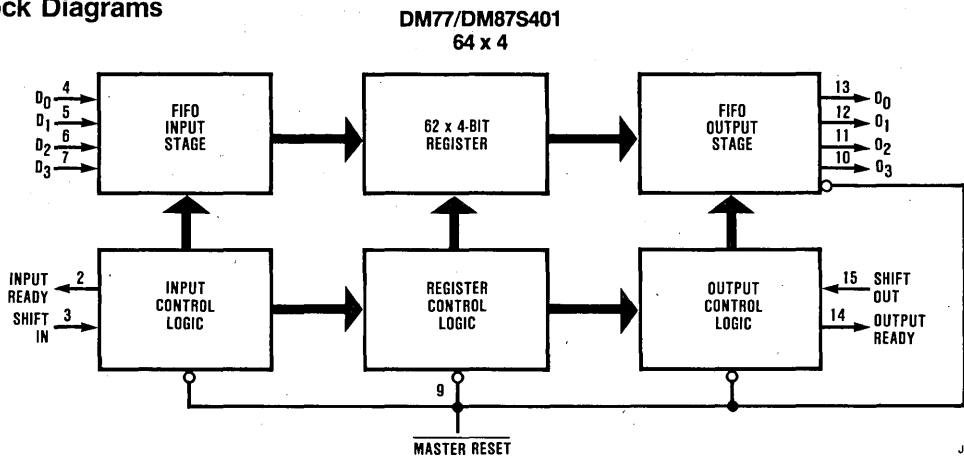 ck Diagrams
DM77/DM87S401
64 x 4
D0 4
D1 5
D2 6
D3 7
FIFO
INPUT
STAGE
62 x 4-BIT
REGISTER
FIFO
OUTPUT
STAGE
13 O0
12 O1
11 O2
10 O3
INPUT
READY
2
SHIFT
IN
3
INPUT
CONTROL
LOGIC
REGISTER
CONTROL
LOGIC
OUTPUT
CONTROL
LOGIC
15 SHIFT
OUT
14 OUTPUT
READY
9
MASTER RESET
J